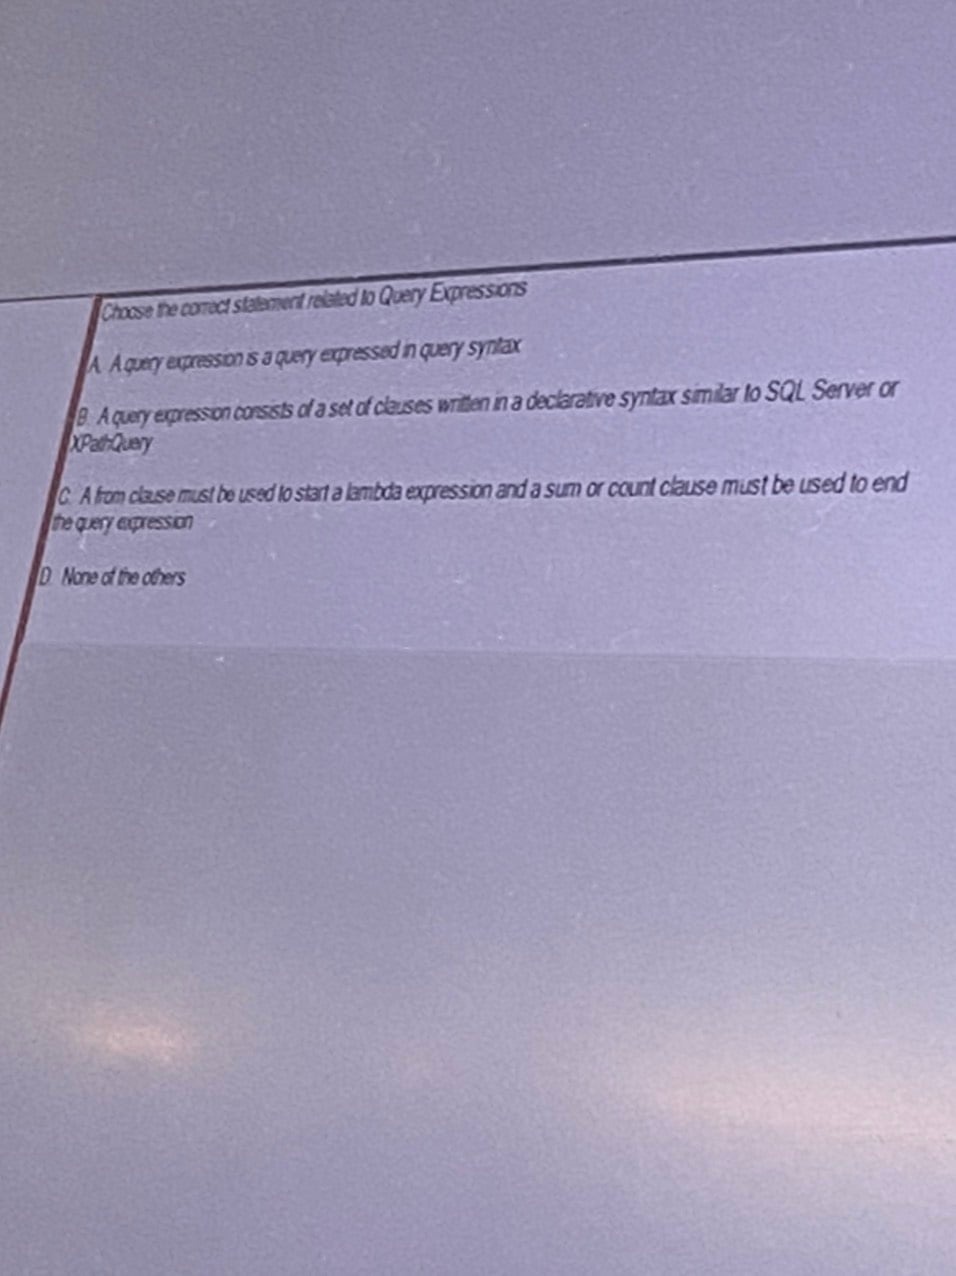 Choose the correct statement related to Query Expressions
A. A query expression is a query expressed in query syntax
B. A query expression consists of a set of clauses written in a declarative syntax similar to SQL Server or
XPathQuery
C. A from clause must be used to start a lambda expression and a sum or count clause must be used to end
the query expression
D. None of the others